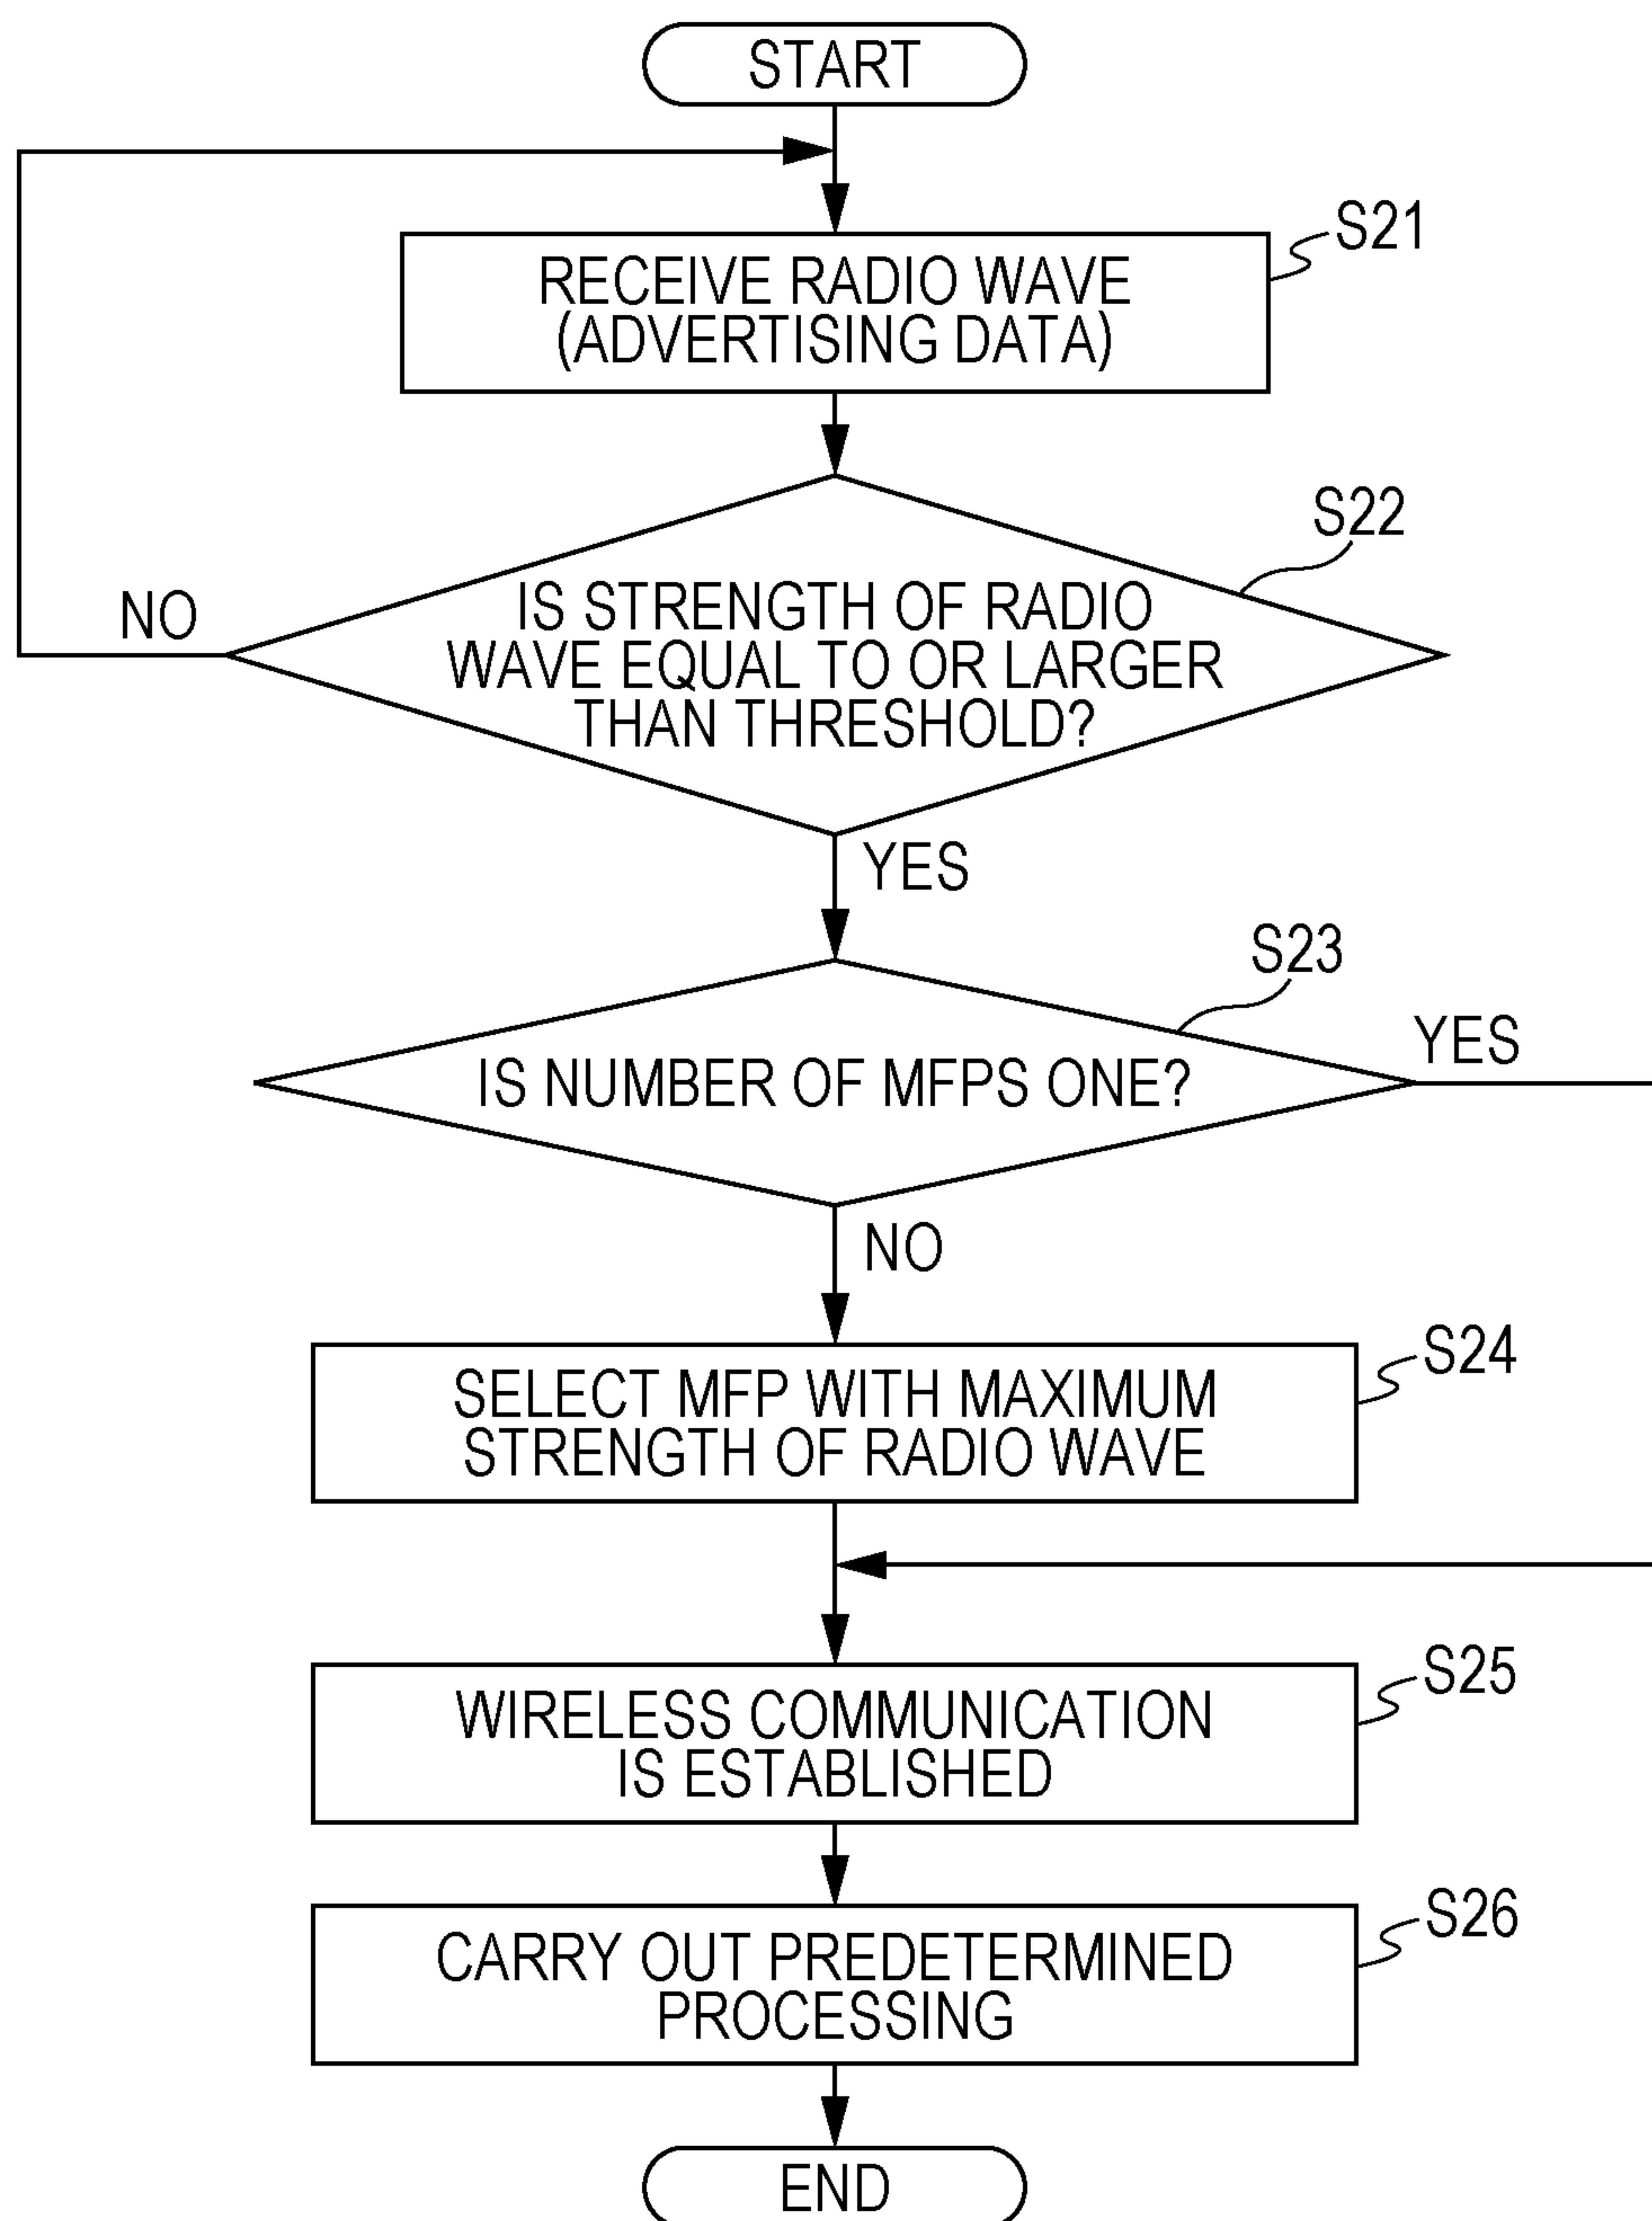 START
S21
RECEIVE RADIO WAVE
(ADVERTISING DATA)
S22
IS STRENGTH OF RADIO
WAVE EQUAL TO OR LARGER
THAN THRESHOLD?
NO
YES
S23
IS NUMBER OF MFPS ONE?
YES
NO
S24
SELECT MFP WITH MAXIMUM
STRENGTH OF RADIO WAVE
S25
WIRELESS COMMUNICATION
IS ESTABLISHED
S26
CARRY OUT PREDETERMINED
PROCESSING
END